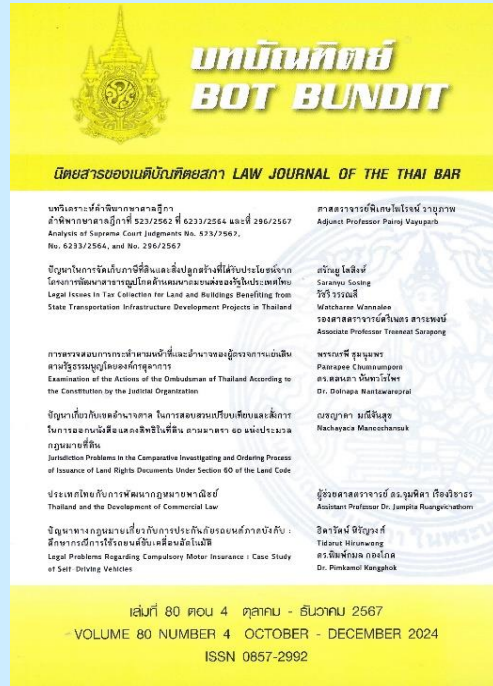 บทบัณฑิตย์
BOT BUNDIT
นิตยสารของเนติบัณฑิตยสภา LAW JOURNAL OF THE THAI BAR
บทวิเคราะห์คำพิพากษาศาลฎีกา
คำพิพากษาศาลฎีกาที่ 523/2562 ที่ 6233/2564 และที่ 296/2567
Analysis of Supreme Court Judgments No. 523/2562,
No. 6233/2564, and No. 296/2567
ศาสตราจารย์พิเศษไพโรจน์ วายุภาพ
Adjunct Professor Pairoj Vayuparb
ปัญหาในการจัดเก็บภาษีที่ดินและสิ่งปลูกสร้างที่ได้รับประโยชน์จาก
โครงการพัฒนาสาธารณูปโภคด้านคมนาคมขนส่งของรัฐในประเทศไทย
Legal Issues in Tax Collection for Land and Buildings Benefiting from
State Transportation Infrastructure Development Projects in Thailand
สรัณยู โสสิงห์
Saranyu Sosing
วัชรี วรรณลี
Watcharee Wannalee
รองศาสตราจารย์ตรีเนตร สาระพงษ์
Associate Professor Treeneat Sarapong
การตรวจสอบการกระทำตามหน้าที่และอำนาจของผู้ตรวจการแผ่นดิน
ตามรัฐธรรมนูญโดยองค์กรตุลาการ
Examination of the Actions of the Ombudsman of Thailand According to
the Constitution by the Judicial Organization
พรรณรพี ชุมนุมพร
Panrapee Chumnumporn
ดร.ดลนภา นันทวโรไพร
Dr. Dolnapa Nantawaropai
ปัญหาเกี่ยวกับเขตอำนาจศาล ในการสอบสวนเปรียบเทียบและสั่งการ
ในการออกหนังสือแสดงสิทธิในที่ดิน ตามมาตรา 60 แห่งประมวล
กฎหมายที่ดิน
Jurisdiction Problems in the Comparative Investigating and Ordering Process
of Issuance of Land Rights Documents Under Section 60 of the Land Code
ณชญาดา มณีจันสุข
Nachayada Maneechansuk
ประเทศไทยกับการพัฒนากฎหมายพาณิชย์
Thailand and the Development of Commercial Law
ผู้ช่วยศาสตราจารย์ ดร.จุมพิตา เรืองวิชาธร
Assistant Professor Dr. Jumpita Ruangvichathorn
ปัญหาทางกฎหมายเกี่ยวกับการประกันภัยรถยนต์ภาคบังคับ :
ศึกษากรณีการใช้รถยนต์ขับเคลื่อนอัตโนมัติ
Legal Problems Regarding Compulsory Motor Insurance : Case Study
of Self-Driving Vehicles
ธิดารัตน์ หิรัญวงศ์
Tidarut Hirunwong
ดร.พิมพ์กมล กองโภค
Dr. Pimkamol Kongphok
เล่มที่ 80 ตอน 4 ตุลาคม - ธันวาคม 2567
VOLUME 80 NUMBER 4 OCTOBER - DECEMBER 2024
ISSN 0857-2992